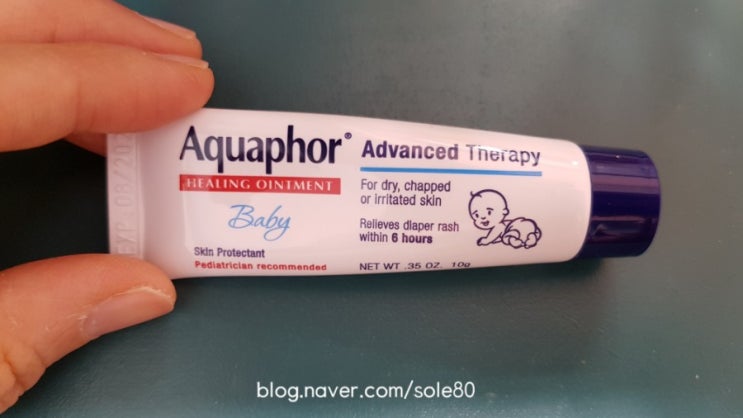 Aquaphor®
HEALING OINTMENT
Baby
Skin Protectant
Pediatrician recommended
Advanced Therapy
For dry, chapped
or irritated skin
Relieves diaper rash
within 6 hours
NET WT .35 OZ. 10g
blog.naver.com/sole80